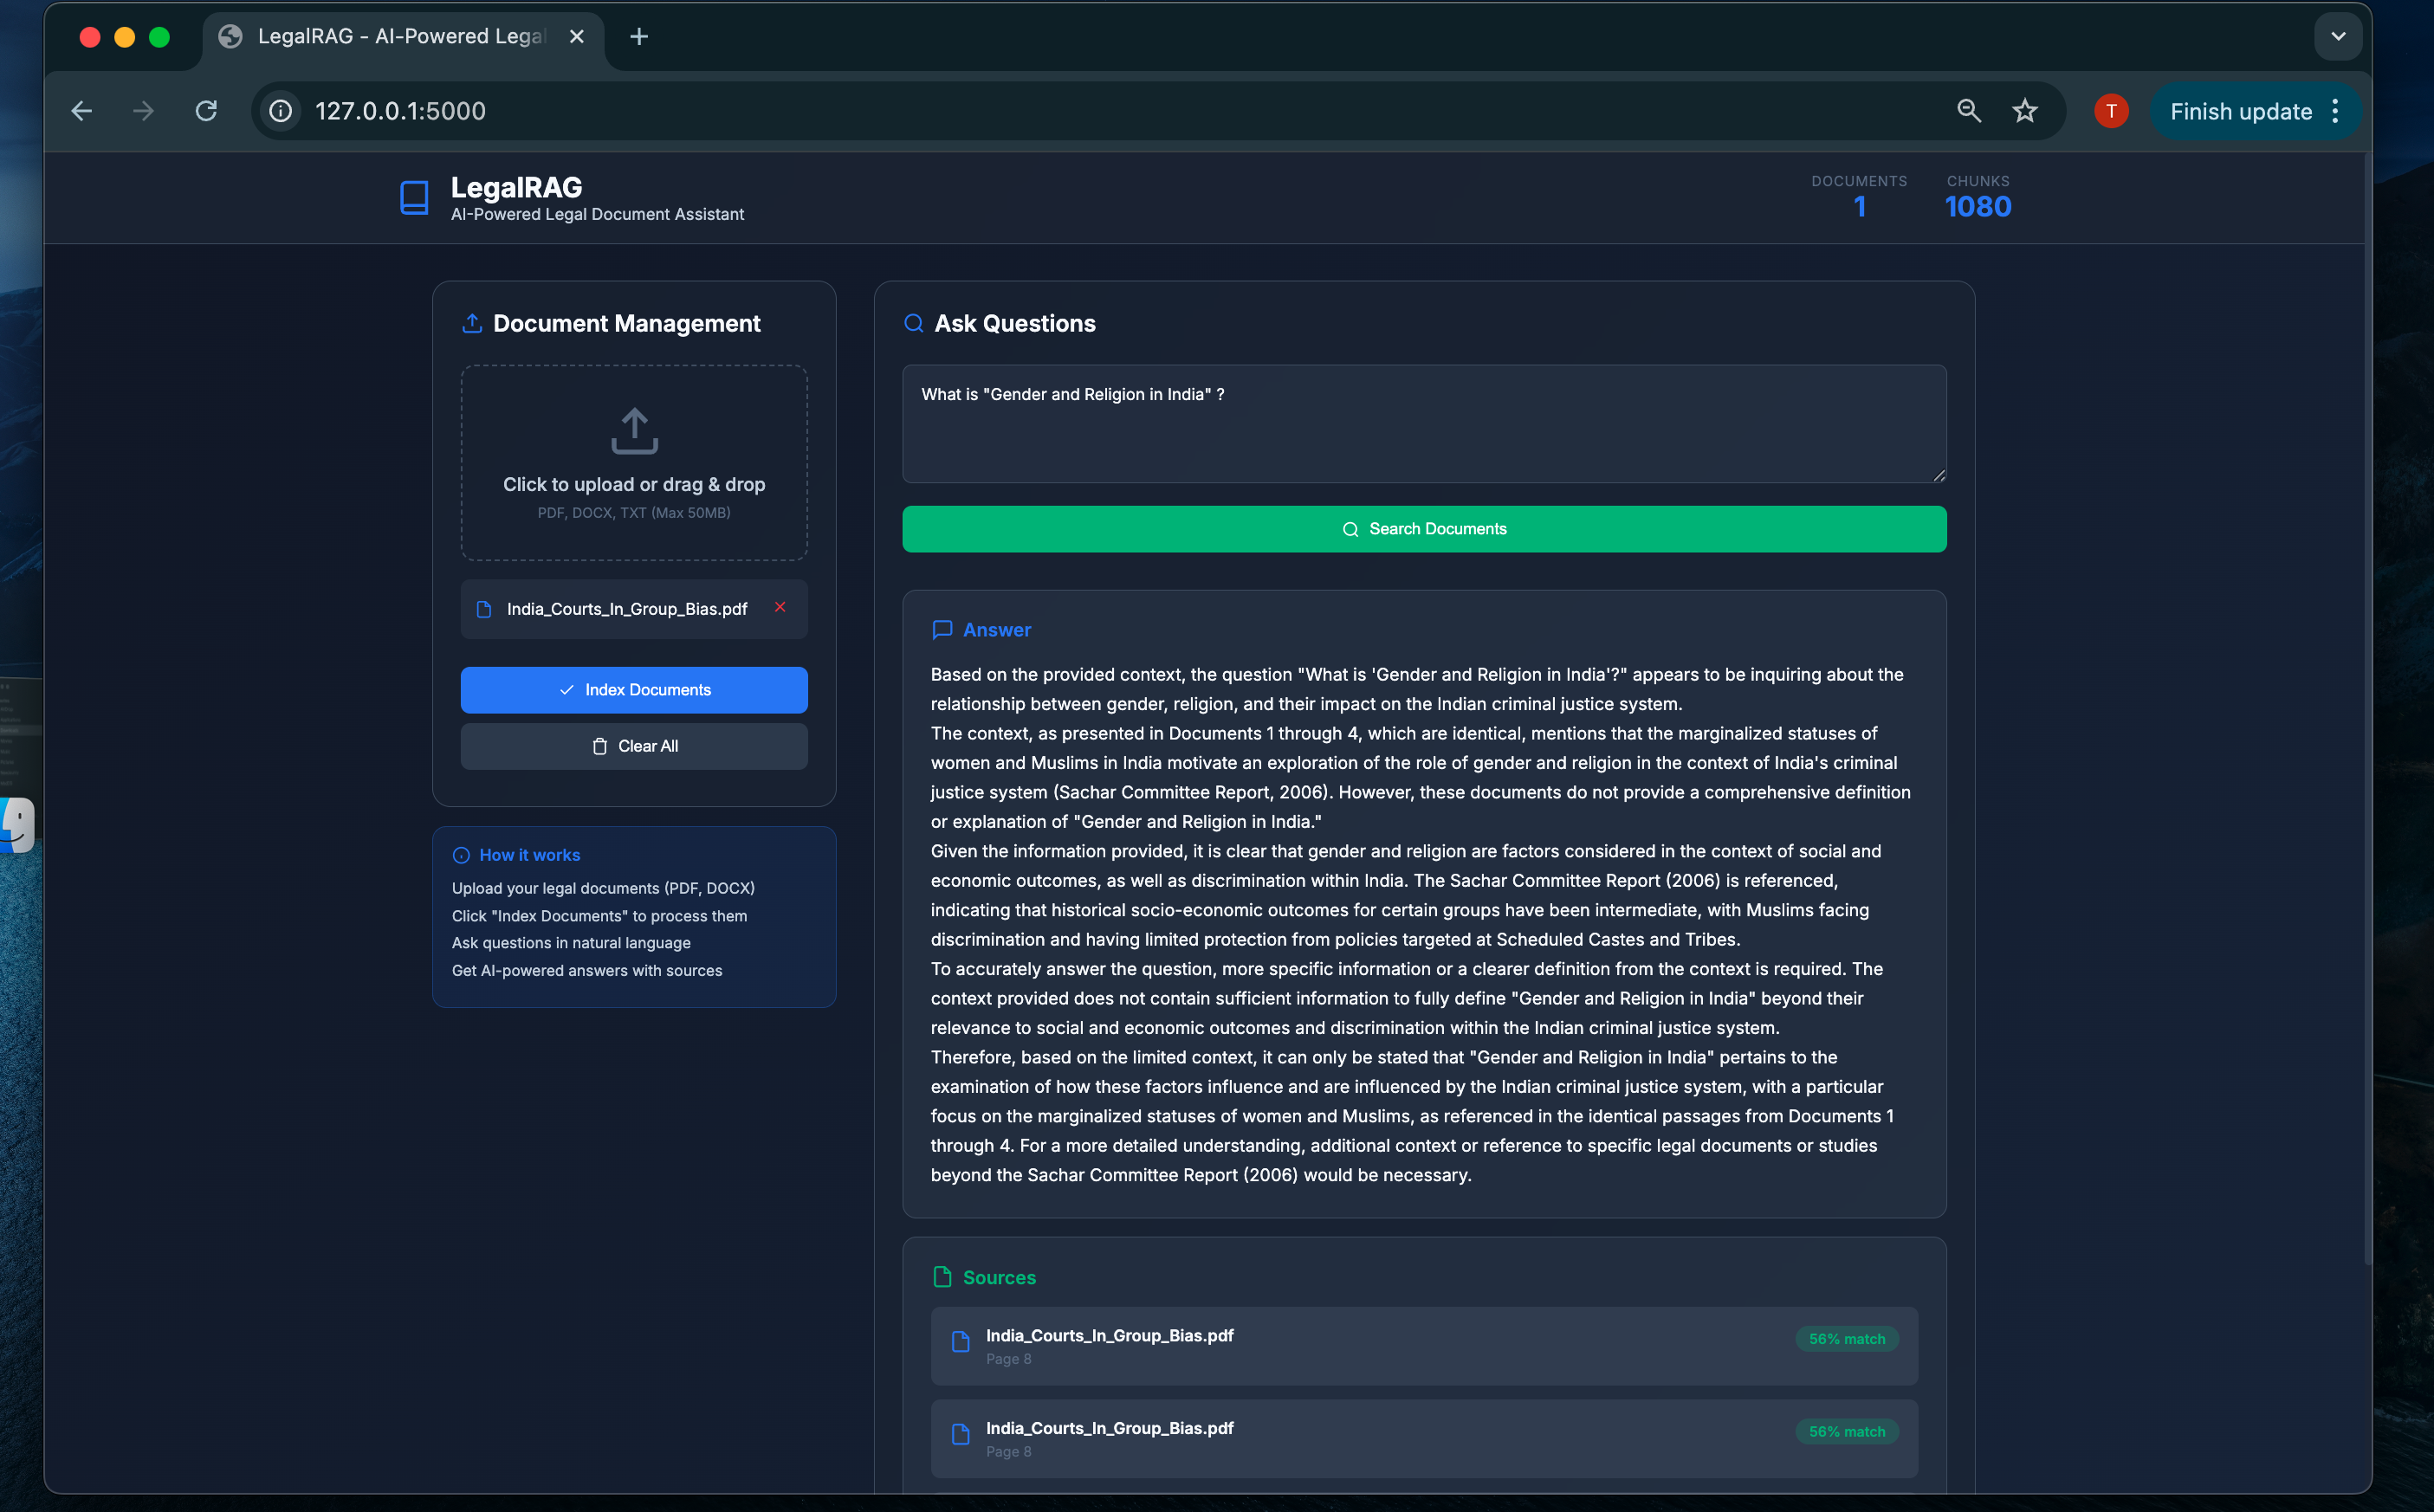 LegalRAG - AI-Powered Legal
127.0.0.1:5000
T
Finish update
LegalRAG
AI-Powered Legal Document Assistant
DOCUMENTS
1
CHUNKS
1080
Document Management
Click to upload or drag & drop
PDF, DOCX, TXT (Max 50MB)
India_Courts_In_Group_Bias.pdf
Index Documents
Clear All
How it works
Upload your legal documents (PDF, DOCX)
Click "Index Documents" to process them
Ask questions in natural language
Get AI-powered answers with sources
Ask Questions
What is "Gender and Religion in India" ?
Search Documents
Answer
Based on the provided context, the question "What is 'Gender and Religion in India'?" appears to be inquiring about the
relationship between gender, religion, and their impact on the Indian criminal justice system.
The context, as presented in Documents 1 through 4, which are identical, mentions that the marginalized statuses of
women and Muslims in India motivate an exploration of the role of gender and religion in the context of India's criminal
justice system (Sachar Committee Report, 2006). However, these documents do not provide a comprehensive definition
or explanation of "Gender and Religion in India."
Given the information provided, it is clear that gender and religion are factors considered in the context of social and
economic outcomes, as well as discrimination within India. The Sachar Committee Report (2006) is referenced,
indicating that historical socio-economic outcomes for certain groups have been intermediate, with Muslims facing
discrimination and having limited protection from policies targeted at Scheduled Castes and Tribes.
To accurately answer the question, more specific information or a clearer definition from the context is required. The
context provided does not contain sufficient information to fully define "Gender and Religion in India" beyond their
relevance to social and economic outcomes and discrimination within the Indian criminal justice system.
Therefore, based on the limited context, it can only be stated that "Gender and Religion in India" pertains to the
examination of how these factors influence and are influenced by the Indian criminal justice system, with a particular
focus on the marginalized statuses of women and Muslims, as referenced in the identical passages from Documents 1
through 4. For a more detailed understanding, additional context or reference to specific legal documents or studies
beyond the Sachar Committee Report (2006) would be necessary.
Sources
India_Courts_In_Group_Bias.pdf
56% match
Page 8
India_Courts_In_Group_Bias.pdf
56% match
Page 8